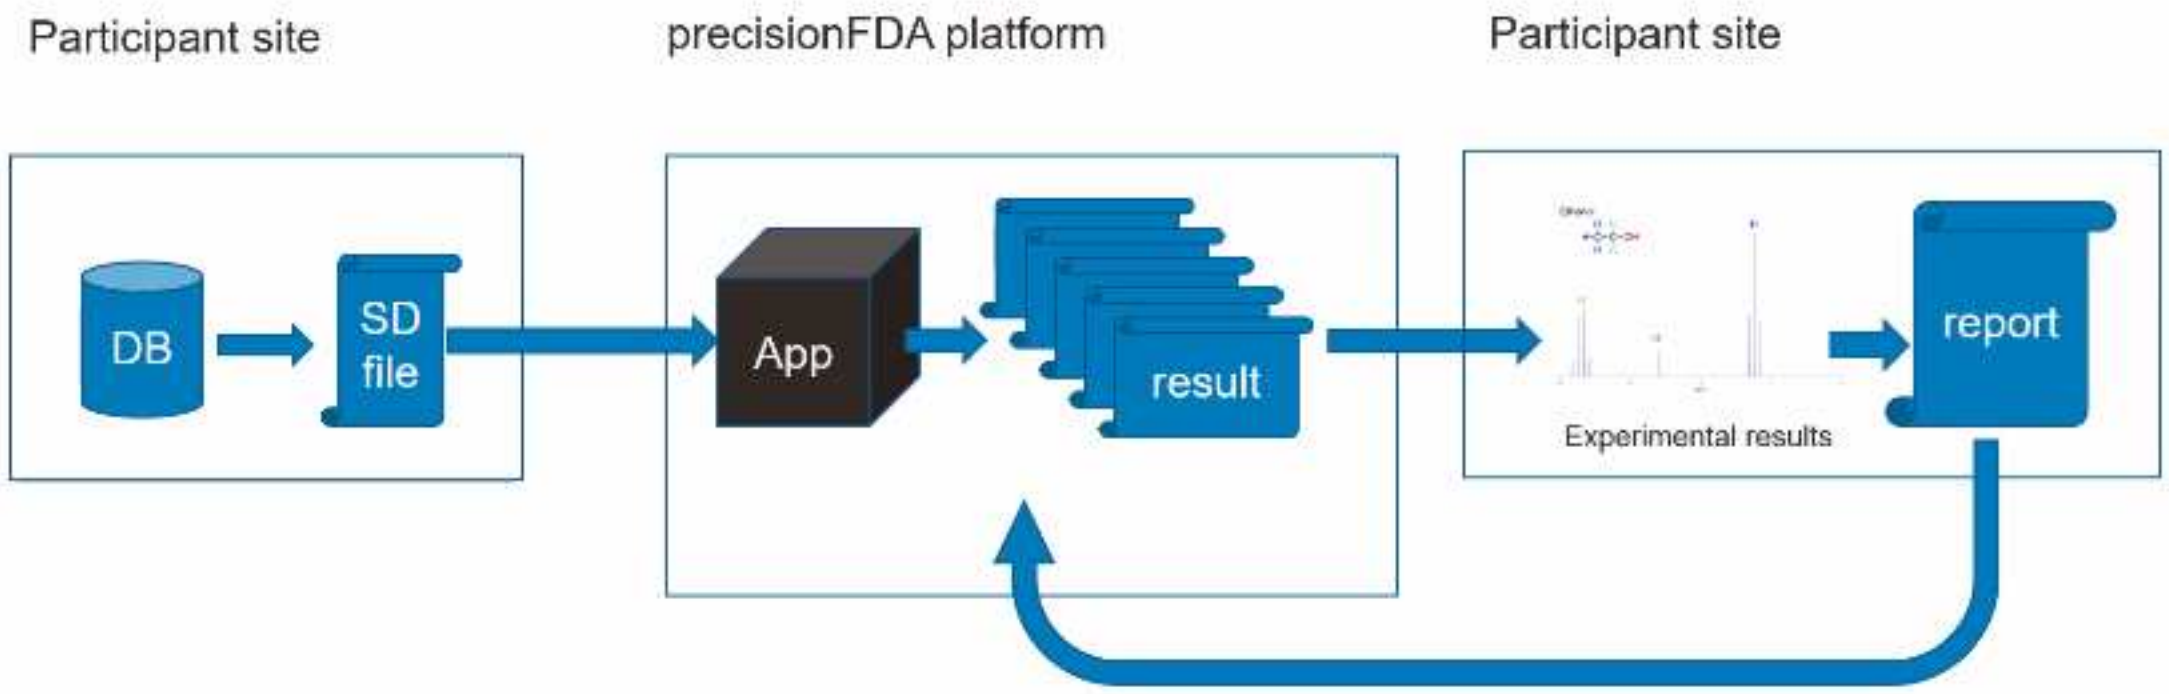 Participant site
precisionFDA platform
Participant site
DB
SD
file
App
result
Experimental results
report